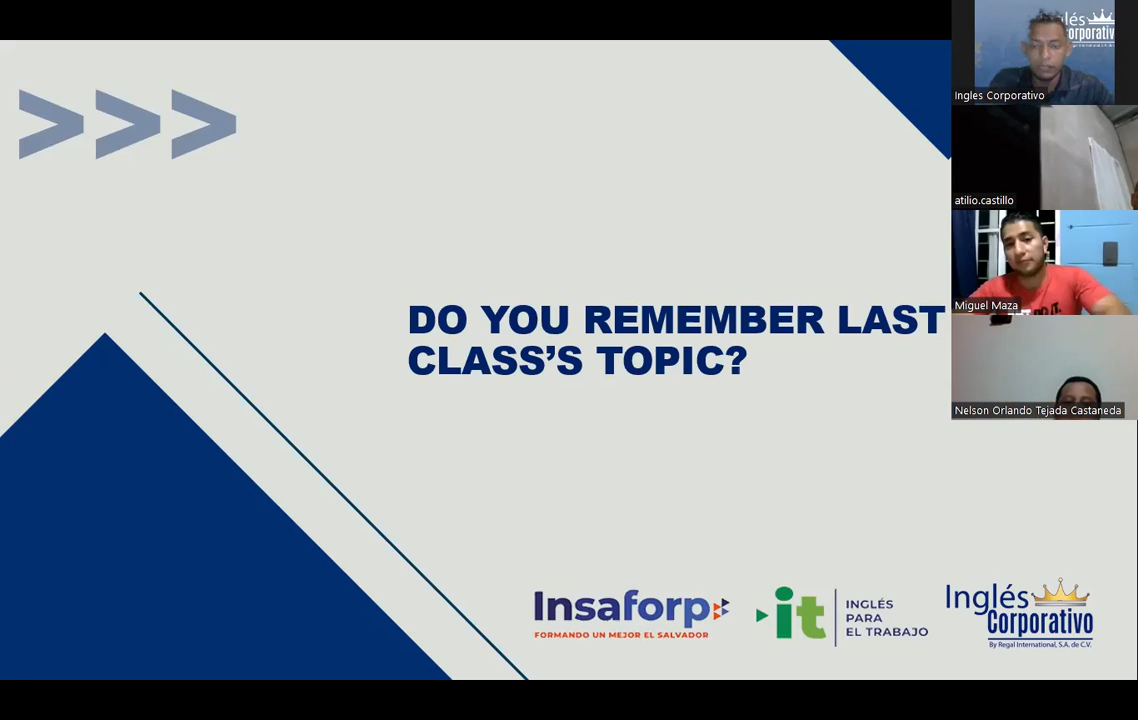 >>>
DO YOU REMEMBER LAST
CLASS'S TOPIC?
Insaforp
FORMANDO UN MEJOR EL SALVADOR
it
INGLÉS
PARA
EL TRABAJO
Inglés
Corporativo
By Regal International, S.A. de C.V.
Ingles Corporativo
atilio.castillo
Miguel Maza
Nelson Orlando Tejada Castaneda